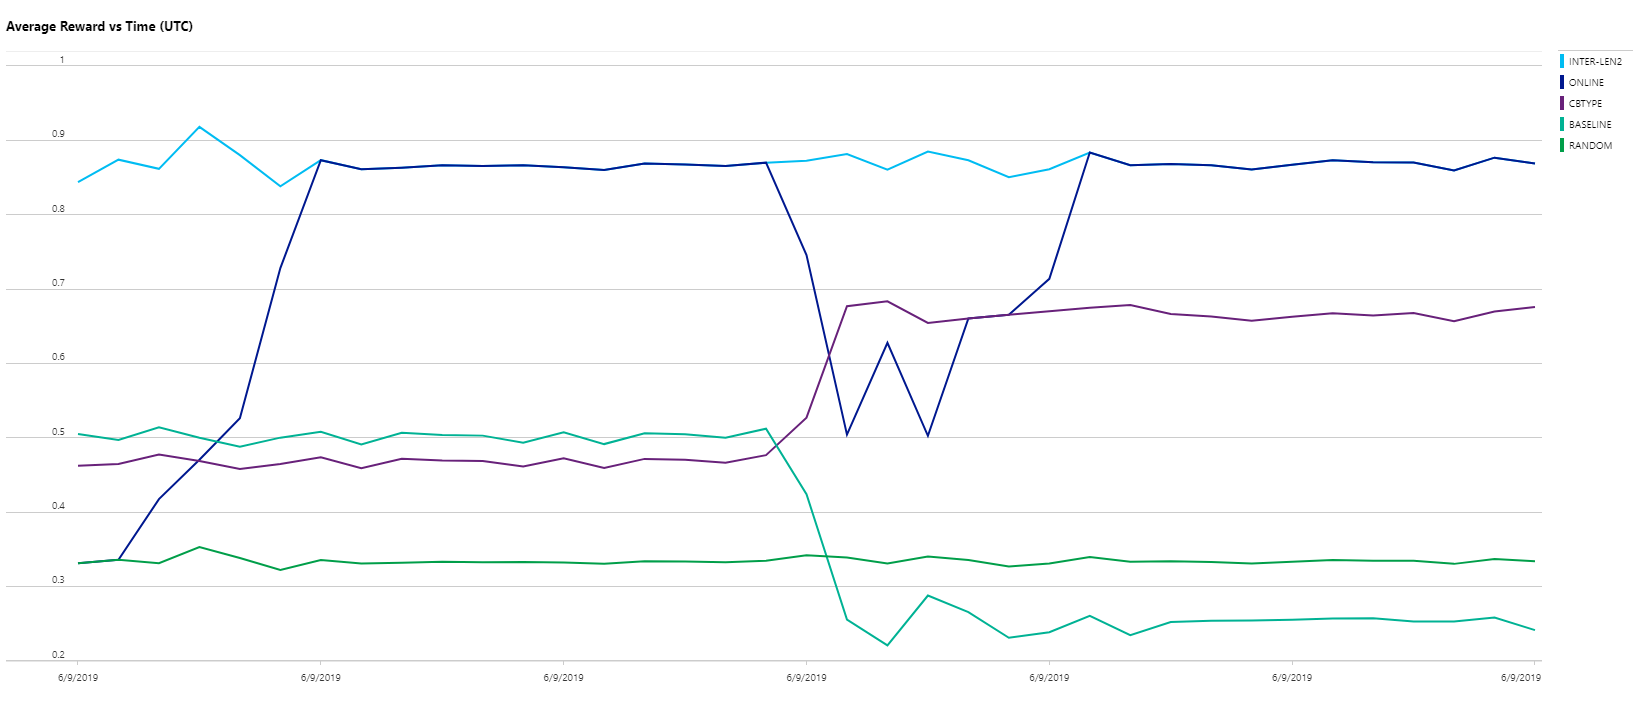 Average Reward vs Time (UTC)
1
0.9
0.8
0.7
0.6
0.5
0.4
0.3
0.2
6/9/2019
6/9/2019
6/9/2019
6/9/2019
6/9/2019
6/9/2019
6/9/2019
INTER-LEN2
ONLINE
CBTYPE
BASELINE
RANDOM